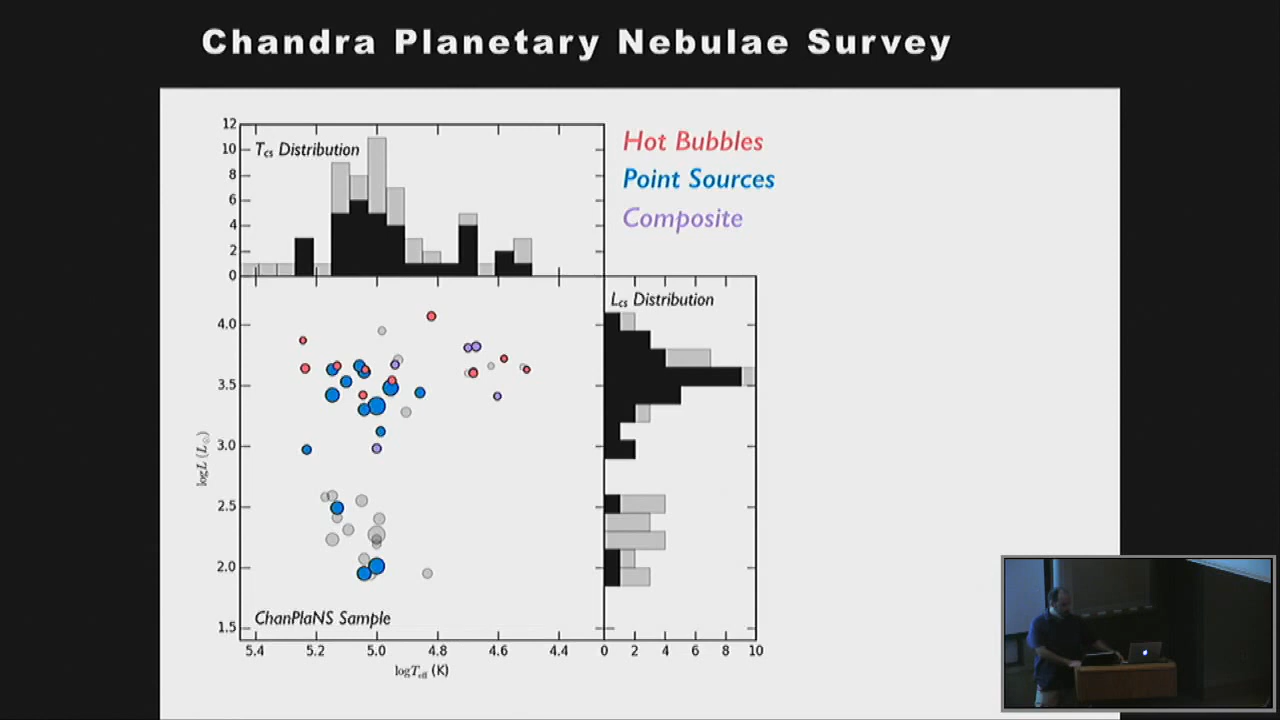 Chandra Planetary Nebulae Survey
12
10
8
6
4
2
0
Tcs Distribution
Hot Bubbles
Point Sources
Composite
Lcs Distribution
4.0
3.5
3.0
2.5
2.0
1.5
log L (L☉)
ChanPlaNS Sample
5.4 5.2 5.0 4.8 4.6 4.4
0 2 4 6 8 10
log Teff (K)